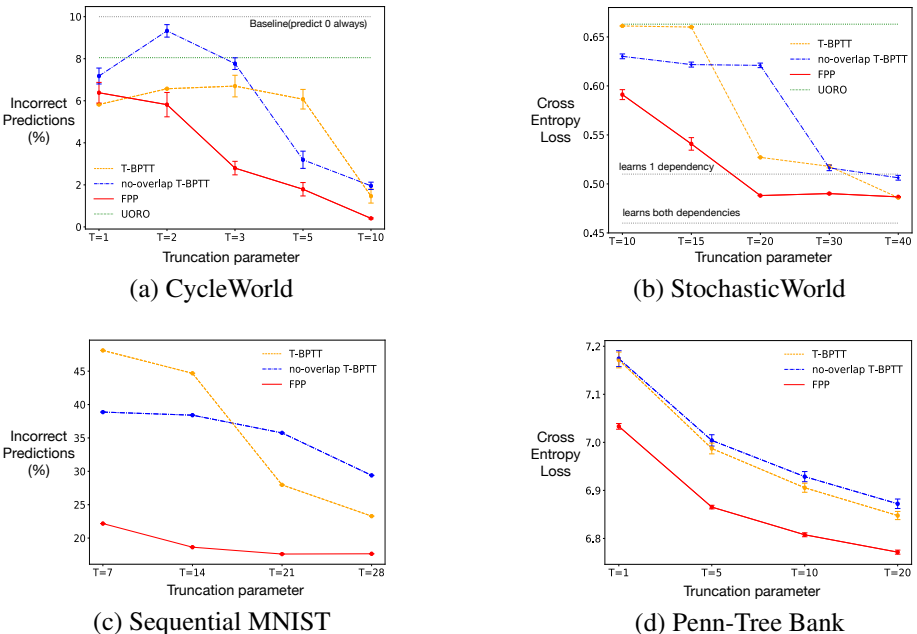 10
8
6
4
2
0
Incorrect
Predictions
(%)
Baseline(predict 0 always)
T-BPTT
no-overlap T-BPTT
FPP
UORO
T=1
T=2
T=3
T=5
T=10
Truncation parameter
(a) CycleWorld
0.65
0.60
0.55
0.50
0.45
Cross
Entropy
Loss
T-BPTT
no-overlap T-BPTT
FPP
UORO
learns 1 dependency
learns both dependencies
T=10
T=15
T=20
T=30
T=40
Truncation parameter
(b) StochasticWorld
45
40
35
30
25
20
Incorrect
Predictions
(%)
T-BPTT
no-overlap T-BPTT
FPP
T=7
T=14
T=21
T=28
Truncation parameter
(c) Sequential MNIST
7.2
7.1
7.0
6.9
6.8
Cross
Entropy
Loss
T-BPTT
no-overlap T-BPTT
FPP
T=1
T=5
T=10
T=20
Truncation parameter
(d) Penn-Tree Bank